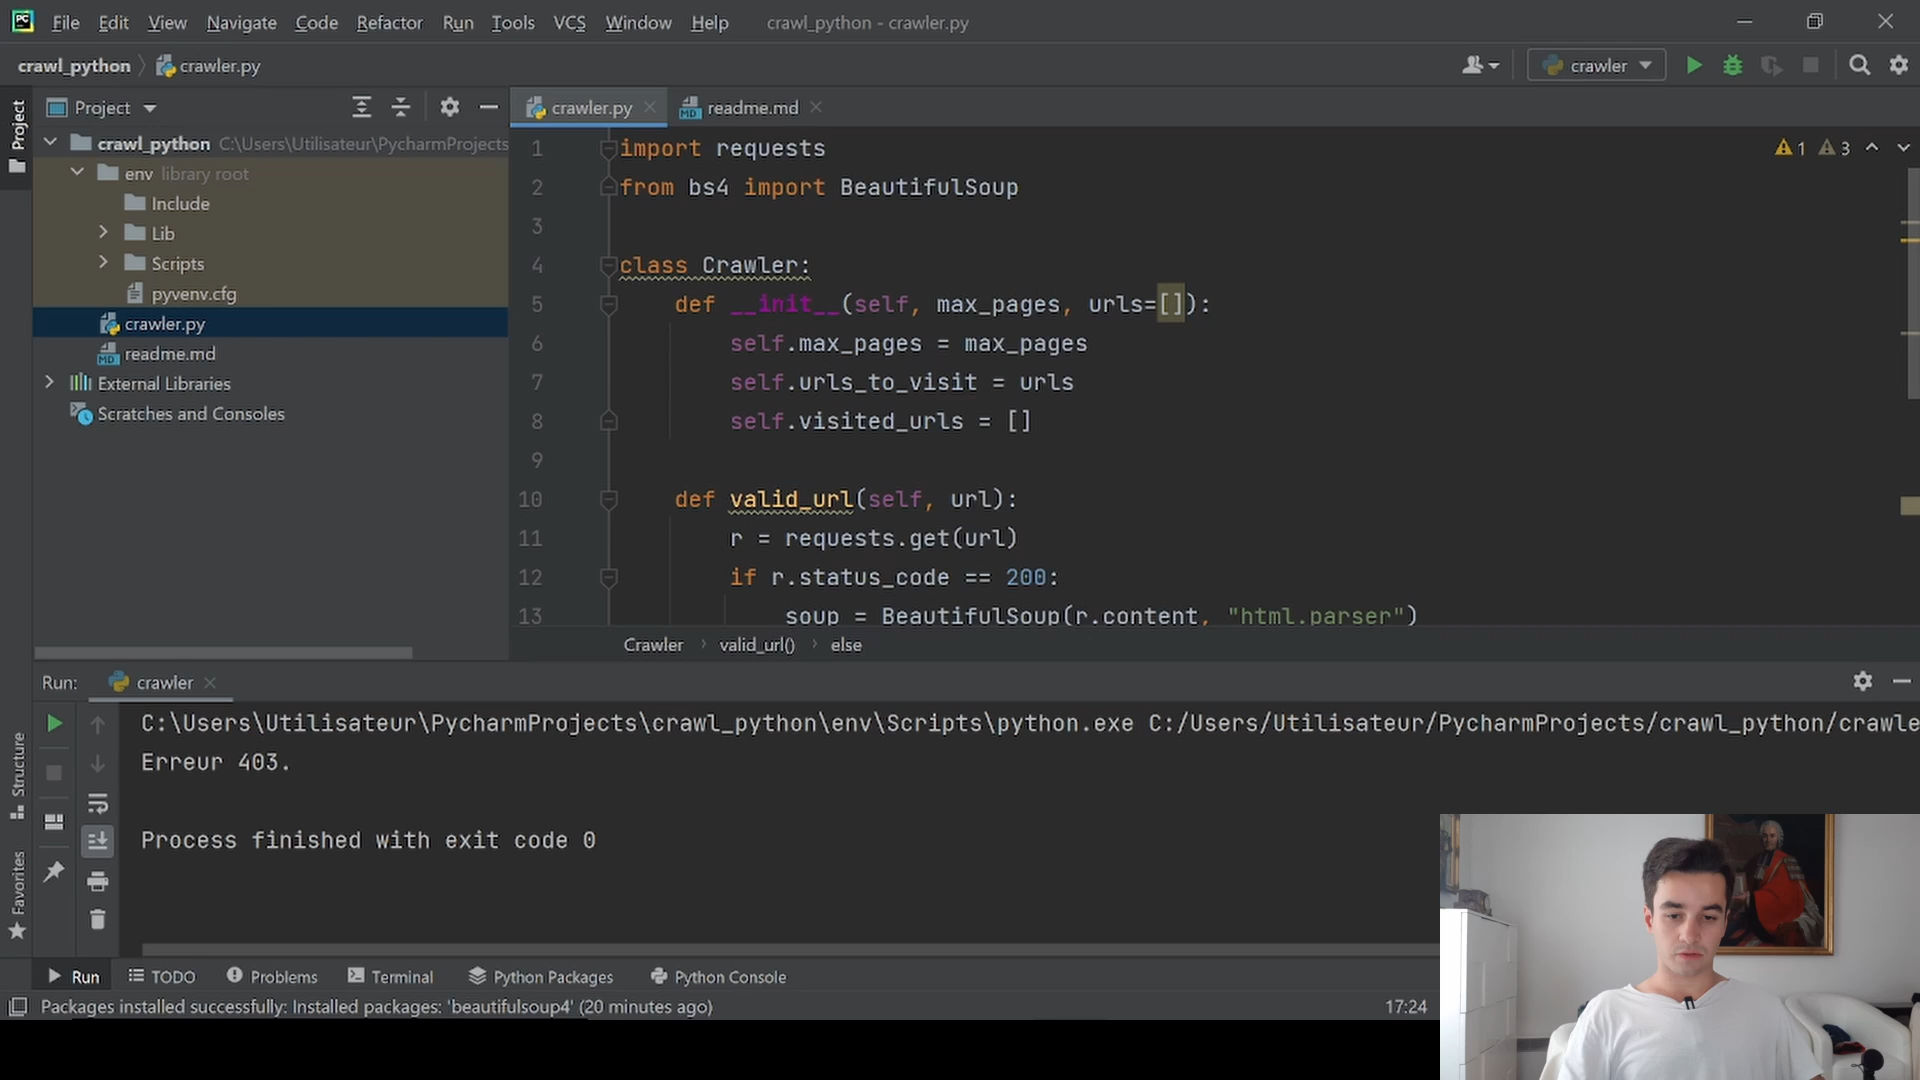 File Edit View Navigate Code Refactor Run Tools VCS Window Help crawl_python - crawler.py
crawl_python crawler.py
crawler
Project
Project
crawler.py
readme.md
crawl_python C:\Users\Utilisateur\PycharmProjects
env library root
Include
Lib
Scripts
pyvenv.cfg
crawler.py
readme.md
External Libraries
Scratches and Consoles
1 import requests
2 from bs4 import BeautifulSoup
3
4 class Crawler:
5 def __init__(self, max_pages, urls=[]):
6 self.max_pages = max_pages
7 self.urls_to_visit = urls
8 self.visited_urls = []
9
10 def valid_url(self, url):
11 r = requests.get(url)
12 if r.status_code == 200:
13 soup = BeautifulSoup(r.content, "html.parser")
1 3
Crawler valid_url() else
Run: crawler
C:\Users\Utilisateur\PycharmProjects\crawl_python\env\Scripts\python.exe C:/Users/Utilisateur/PycharmProjects/crawl_python/crawle
Erreur 403.
Process finished with exit code 0
Structure
Favorites
Run TODO Problems Terminal Python Packages Python Console
Packages installed successfully: Installed packages: 'beautifulsoup4' (20 minutes ago)
17:24